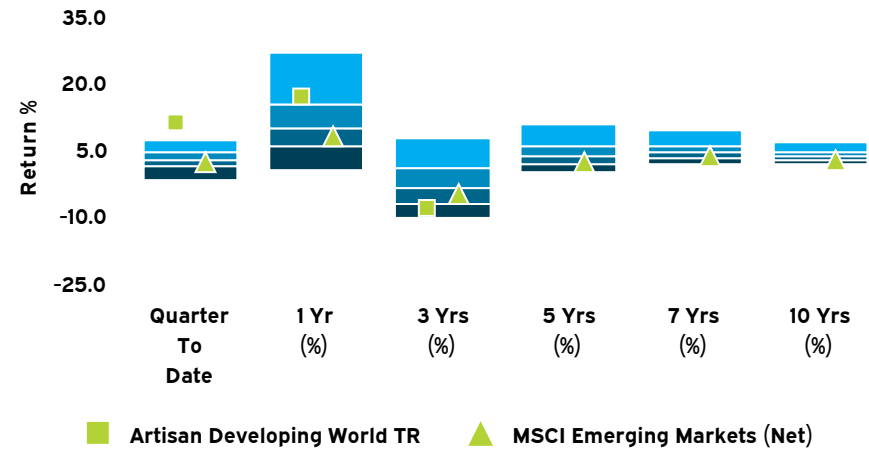 35.0
20.0
5.0
-10.0
-25.0
Return %
Quarter
To
Date
1 Yr
(%)
3 Yrs
(%)
5 Yrs
(%)
7 Yrs
(%)
10 Yrs
(%)
Artisan Developing World TR
MSCI Emerging Markets (Net)